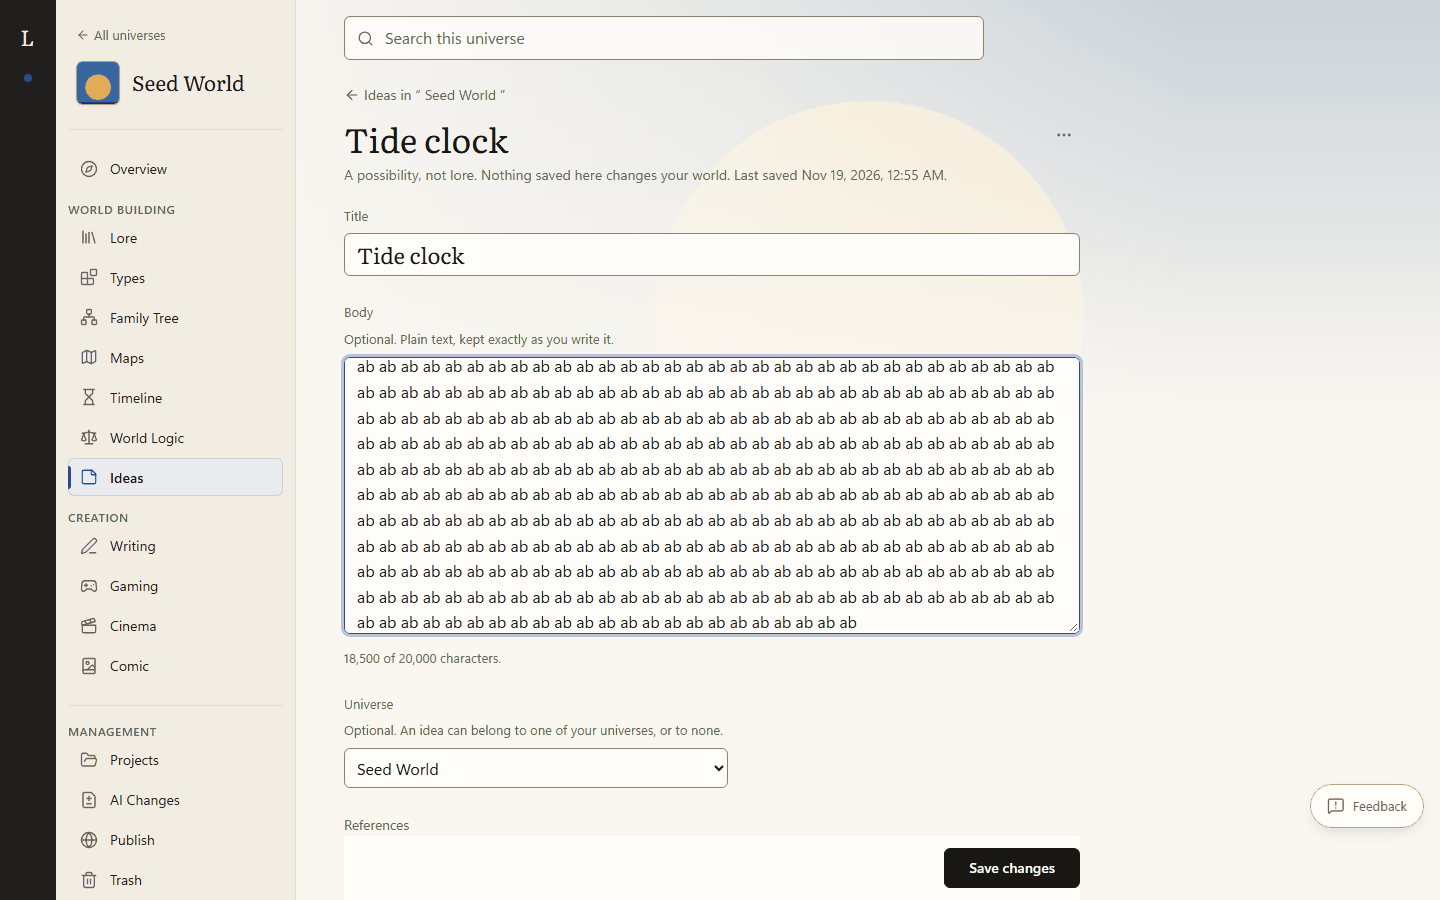 L
All universes
Seed World
Overview
WORLD BUILDING
Lore
Types
Family Tree
Maps
Timeline
World Logic
Ideas
CREATION
Writing
Gaming
Cinema
Comic
MANAGEMENT
Projects
AI Changes
Publish
Trash
Search this universe
Ideas in “ Seed World ”
Tide clock
A possibility, not lore. Nothing saved here changes your world. Last saved Nov 19, 2026, 12:55 AM.
Title
Tide clock
Body
Optional. Plain text, kept exactly as you write it.
ab ab ab ab ab ab ab ab ab ab ab ab ab ab ab ab ab ab ab ab ab ab ab ab ab ab ab ab ab ab ab ab
ab ab ab ab ab ab ab ab ab ab ab ab ab ab ab ab ab ab ab ab ab ab ab ab ab ab ab ab ab ab ab ab
ab ab ab ab ab ab ab ab ab ab ab ab ab ab ab ab ab ab ab ab ab ab ab ab ab ab ab ab ab ab ab ab
ab ab ab ab ab ab ab ab ab ab ab ab ab ab ab ab ab ab ab ab ab ab ab ab ab ab ab ab ab ab ab ab
ab ab ab ab ab ab ab ab ab ab ab ab ab ab ab ab ab ab ab ab ab ab ab ab ab ab ab ab ab ab ab ab
ab ab ab ab ab ab ab ab ab ab ab ab ab ab ab ab ab ab ab ab ab ab ab ab ab ab ab ab ab ab ab ab
ab ab ab ab ab ab ab ab ab ab ab ab ab ab ab ab ab ab ab ab ab ab ab ab ab ab ab ab ab ab ab ab
ab ab ab ab ab ab ab ab ab ab ab ab ab ab ab ab ab ab ab ab ab ab ab ab ab ab ab ab ab ab ab ab
ab ab ab ab ab ab ab ab ab ab ab ab ab ab ab ab ab ab ab ab ab ab ab ab ab ab ab ab ab ab ab ab
ab ab ab ab ab ab ab ab ab ab ab ab ab ab ab ab ab ab ab ab ab ab ab ab ab ab ab ab ab ab ab ab
ab ab ab ab ab ab ab ab ab ab ab ab ab ab ab ab ab ab ab ab ab ab ab
18,500 of 20,000 characters.
Universe
Optional. An idea can belong to one of your universes, or to none.
Seed World
References
Save changes
Feedback